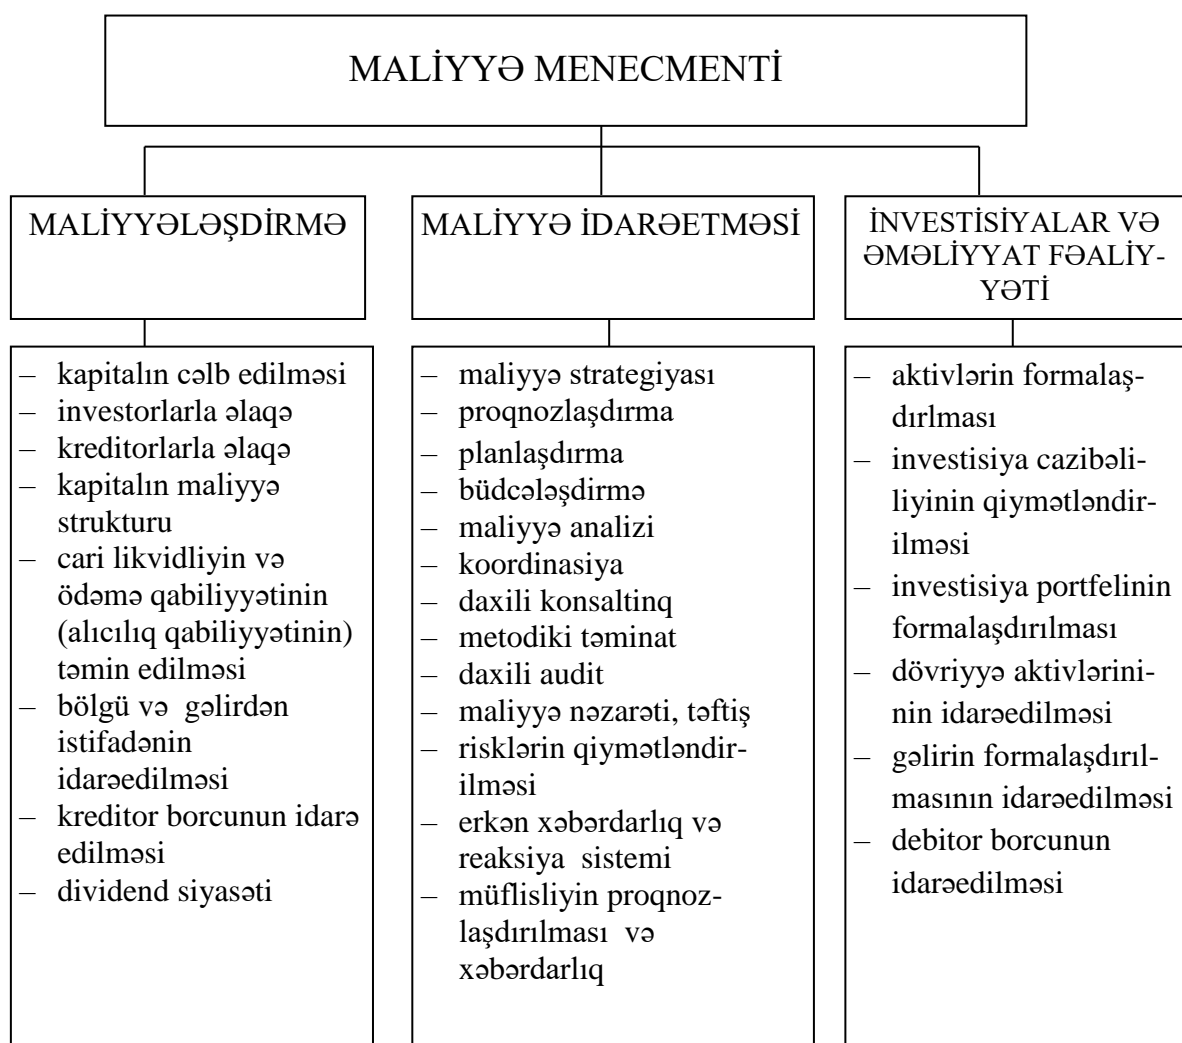 MALİYYƏ MENECMENTİ
MALİYYƏLƏŞDİRMƏ
– kapitalın cəlb edilməsi
– investorlarla əlaqə
– kreditorlarla əlaqə
– kapitalın maliyyə
strukturu
– cari likvidliyin və
ödəmə qabiliyyətinin
(alıcılıq qabiliyyətinin)
təmin edilməsi
– bölgü və gəlirdən
istifadənin
idarəedilməsi
– kreditor borcunun idarə
edilməsi
– dividend siyasəti
MALİYYƏ İDARƏETMƏSİ
– maliyyə strategiyası
– proqnozlaşdırma
– planlaşdırma
– büdcələşdirmə
– maliyyə analizi
– koordinasiya
– daxili konsaltinq
– metodiki təminat
– daxili audit
– maliyyə nəzarəti, təftiş
– risklərin qiymətləndir-
ilməsi
– erkən xəbərdarlıq və
reaksiya sistemi
– müflisliyin proqnoz-
laşdırılması və
xəbərdarlıq
İNVESTİSİYALAR VƏ
ƏMƏLİYYAT FƏALİY-
YƏTİ
– aktivlərin formalaş-
dırlması
– investisiya cazibəli-
liyinin qiymətləndir-
ilməsi
– investisiya portfelinin
formalaşdırılması
– dövriyyə aktivlərini-
nin idarəedilməsi
– gəlirin formalaşdırıl-
masının idarəedilməsi
– debitor borcunun
idarəedilməsi